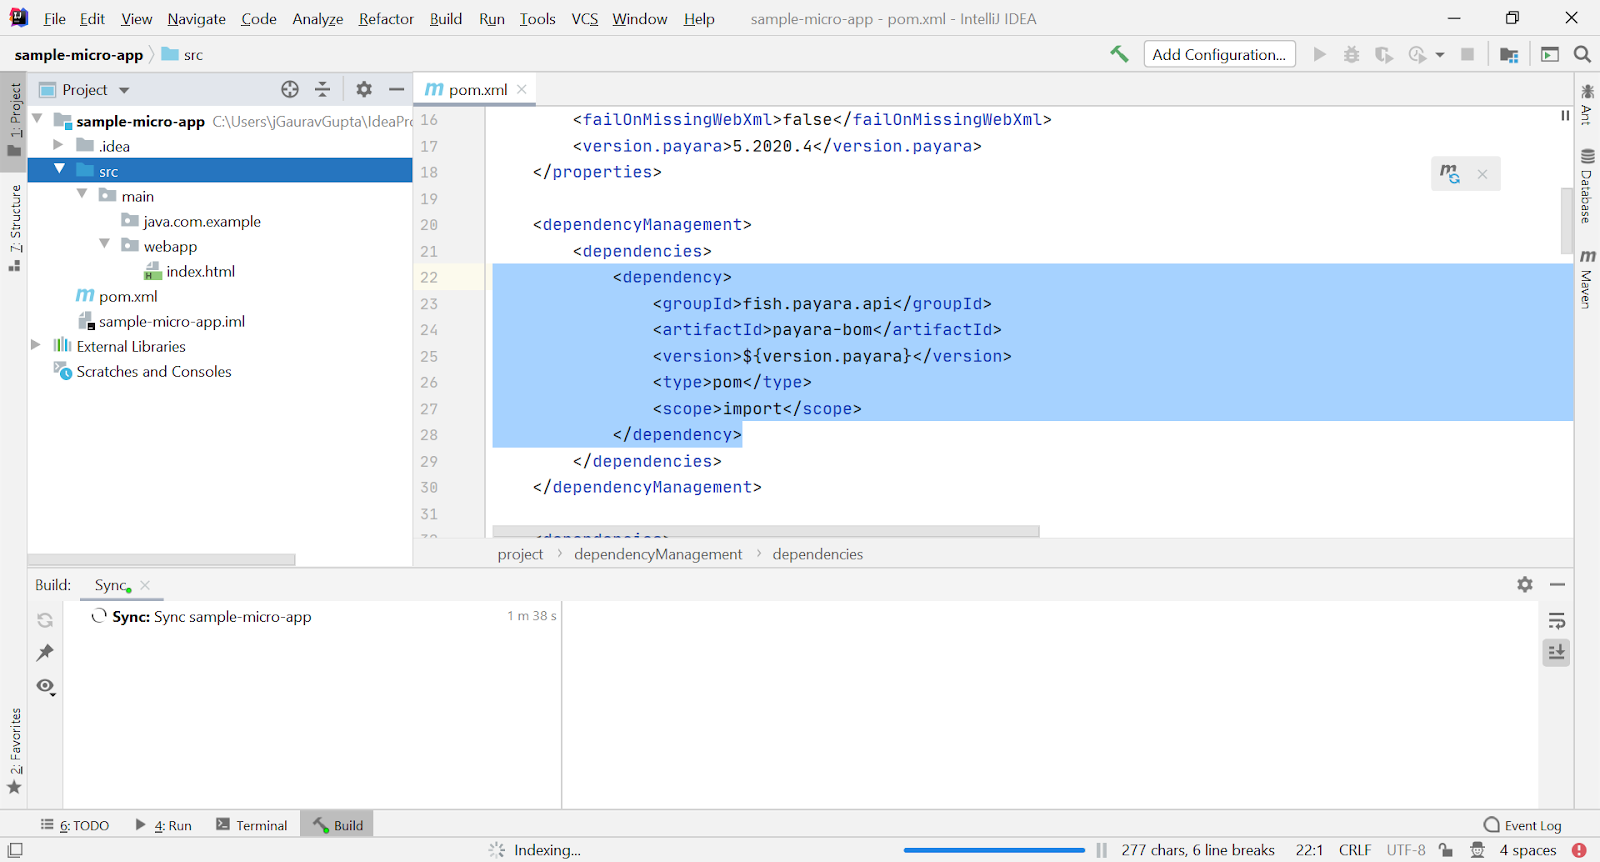 File Edit View Navigate Code Analyze Refactor Build Run Tools VCS Window Help sample-micro-app - pom.xml - IntelliJ IDEA
sample-micro-app src
Add Configuration...
1: Project
7: Structure
2: Favorites
Project
sample-micro-app C:\Users\jGauravGupta\IdeaPro
.idea
src
main
java.com.example
webapp
index.html
pom.xml
sample-micro-app.iml
External Libraries
Scratches and Consoles
pom.xml
16 <failOnMissingWebXml>false</failOnMissingWebXml>
17 <version.payara>5.2020.4</version.payara>
18 </properties>
19
20 <dependencyManagement>
21 <dependencies>
22 <dependency>
23 <groupId>fish.payara.api</groupId>
24 <artifactId>payara-bom</artifactId>
25 <version>${version.payara}</version>
26 <type>pom</type>
27 <scope>import</scope>
28 </dependency>
29 </dependencies>
30 </dependencyManagement>
31
project dependencyManagement dependencies
Ant
Database
Maven
Build: Sync
Sync: Sync sample-micro-app 1 m 38 s
6: TODO 4: Run Terminal Build Event Log
Indexing... 277 chars, 6 line breaks 22:1 CRLF UTF-8 4 spaces